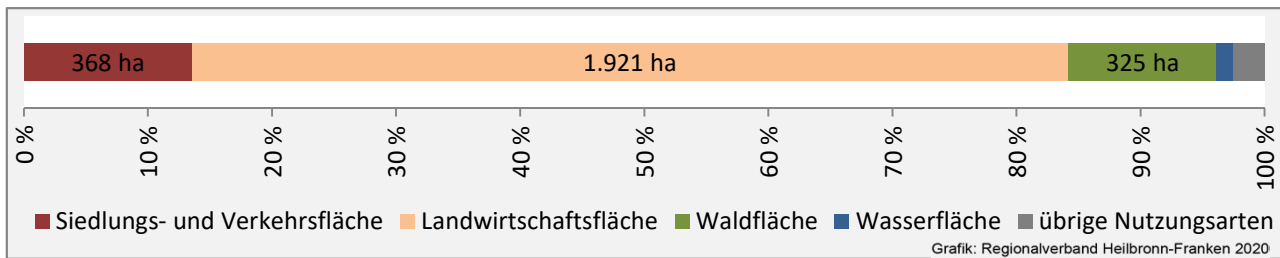 368 ha 1.921 ha 325 ha
0 % 10 % 20 % 30 % 40 % 50 % 60 % 70 % 80 % 90 % 100 %
Siedlungs- und Verkehrsfläche Landwirtschaftsfläche Waldfläche Wasserfläche übrige Nutzungsarten
Grafik: Regionalverband Heilbronn-Franken 2020